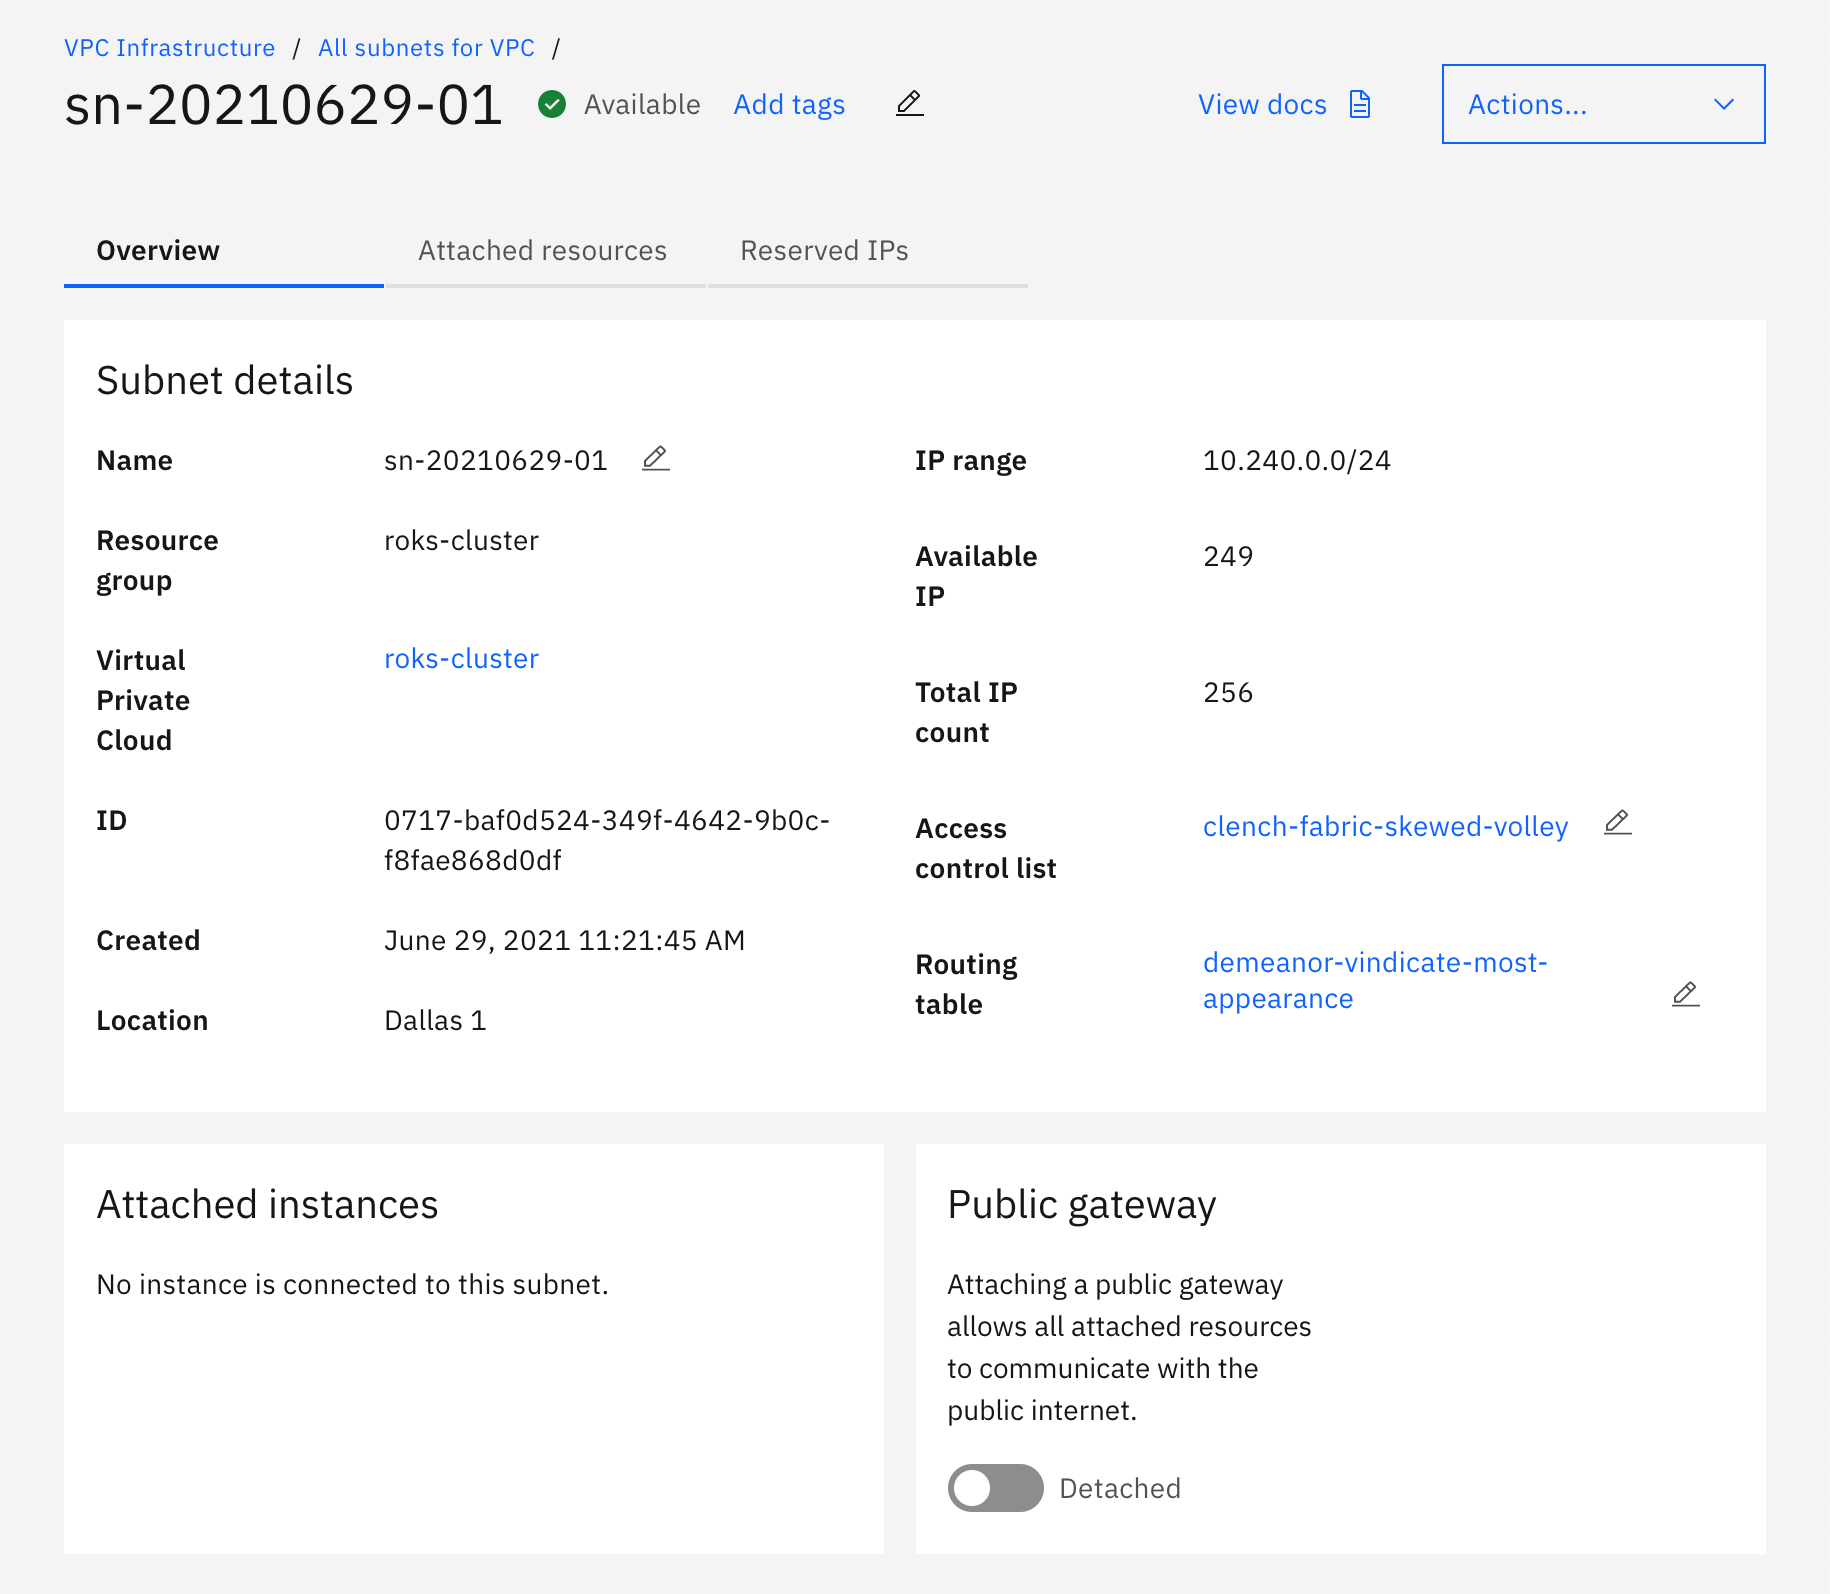 VPC Infrastructure / All subnets for VPC /
sn-20210629-01 Available Add tags View docs Actions...
Overview Attached resources Reserved IPs
Subnet details
Name sn-20210629-01
Resource group roks-cluster
Virtual Private Cloud roks-cluster
ID 0717-baf0d524-349f-4642-9b0c-
f8fae868d0df
Created June 29, 2021 11:21:45 AM
Location Dallas 1
IP range 10.240.0.0/24
Available IP 249
Total IP count 256
Access control list clench-fabric-skewed-volley
Routing table demeanor-vindicate-most-
appearance
Attached instances
No instance is connected to this subnet.
Public gateway
Attaching a public gateway
allows all attached resources
to communicate with the
public internet.
Detached